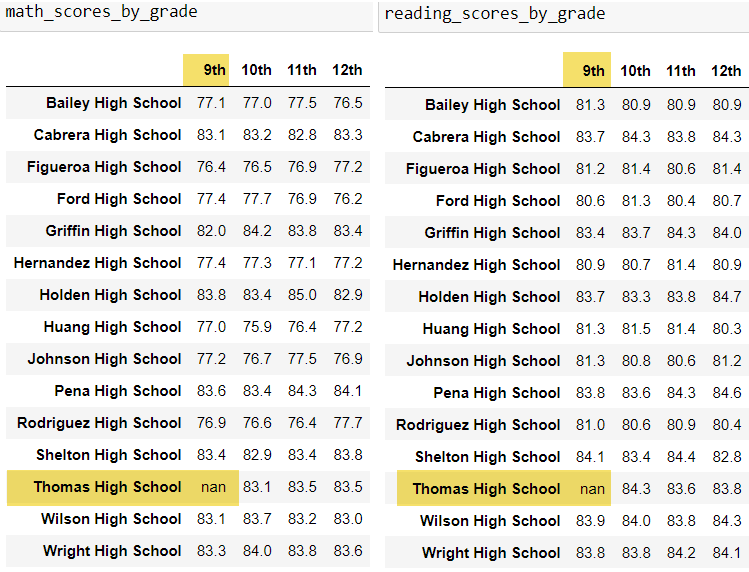 math_scores_by_grade
9th 10th 11th 12th
Bailey High School 77.1 77.0 77.5 76.5
Cabrera High School 83.1 83.2 82.8 83.3
Figueroa High School 76.4 76.5 76.9 77.2
Ford High School 77.4 77.7 76.9 76.2
Griffin High School 82.0 84.2 83.8 83.4
Hernandez High School 77.4 77.3 77.1 77.2
Holden High School 83.8 83.4 85.0 82.9
Huang High School 77.0 75.9 76.4 77.2
Johnson High School 77.2 76.7 77.5 76.9
Pena High School 83.6 83.4 84.3 84.1
Rodriguez High School 76.9 76.6 76.4 77.7
Shelton High School 83.4 82.9 83.4 83.8
Thomas High School nan 83.1 83.5 83.5
Wilson High School 83.1 83.7 83.2 83.0
Wright High School 83.3 84.0 83.8 83.6
reading_scores_by_grade
9th 10th 11th 12th
Bailey High School 81.3 80.9 80.9 80.9
Cabrera High School 83.7 84.3 83.8 84.3
Figueroa High School 81.2 81.4 80.6 81.4
Ford High School 80.6 81.3 80.4 80.7
Griffin High School 83.4 83.7 84.3 84.0
Hernandez High School 80.9 80.7 81.4 80.9
Holden High School 83.7 83.3 83.8 84.7
Huang High School 81.3 81.5 81.4 80.3
Johnson High School 81.3 80.8 80.6 81.2
Pena High School 83.8 83.6 84.3 84.6
Rodriguez High School 81.0 80.6 80.9 80.4
Shelton High School 84.1 83.4 84.4 82.8
Thomas High School nan 84.3 83.6 83.8
Wilson High School 83.9 84.0 83.8 84.3
Wright High School 83.8 83.8 84.2 84.1